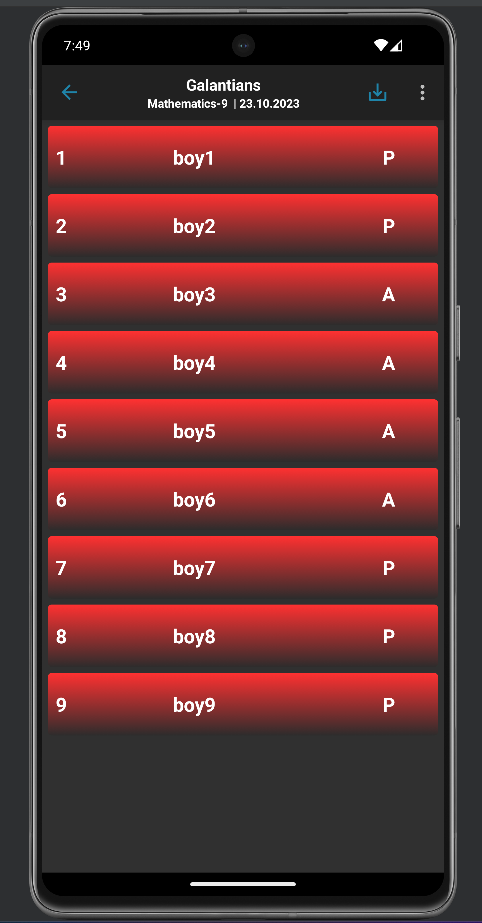 7:49
Galantians
Mathematics-9 | 23.10.2023
1 boy1 P
2 boy2 P
3 boy3 A
4 boy4 A
5 boy5 A
6 boy6 A
7 boy7 P
8 boy8 P
9 boy9 P